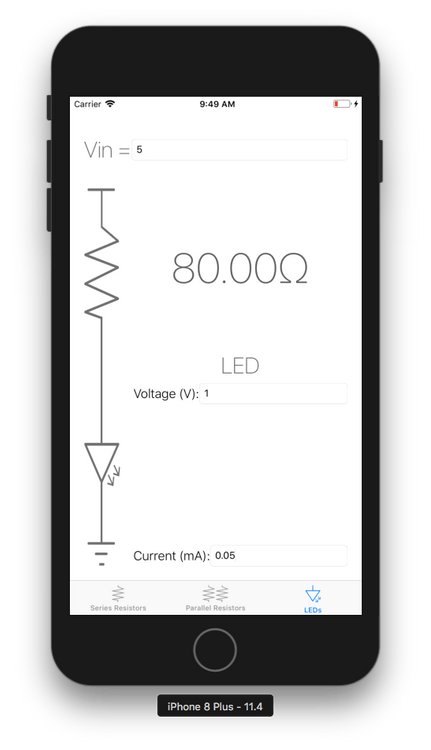 Carrier 9:49 AM
Vin = 5
80.00Ω
LED
Voltage (V): 1
Current (mA): 0.05
Series Resistors Parallel Resistors LEDs
iPhone 8 Plus - 11.4